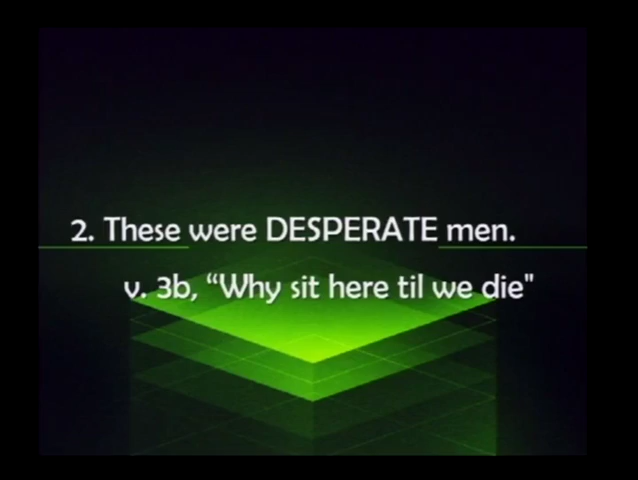 2. These were DESPERATE men.
v. 3b, “Why sit here til we die"